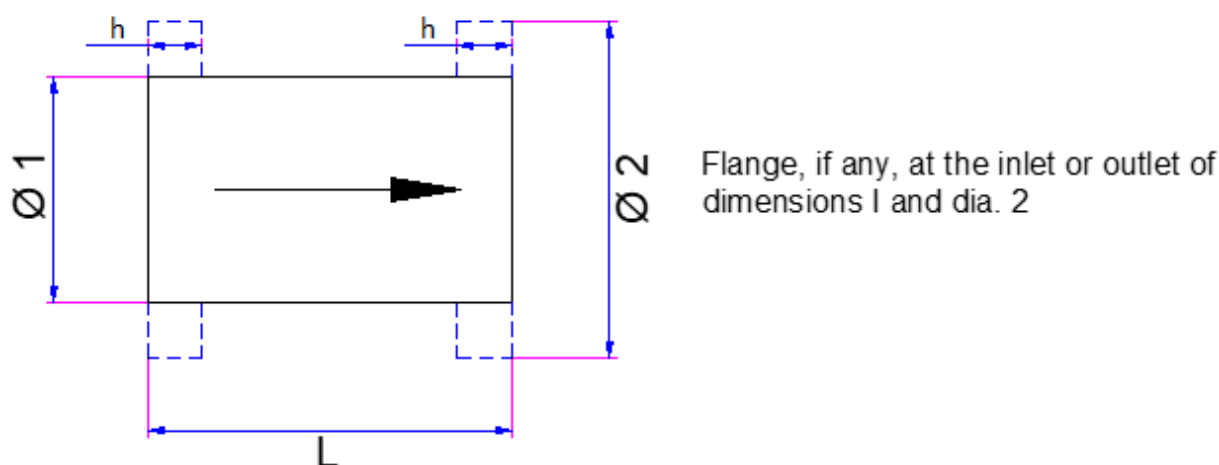 h
h
Ø 1
Ø 2
Flange, if any, at the inlet or outlet of
dimensions l and dia. 2
L